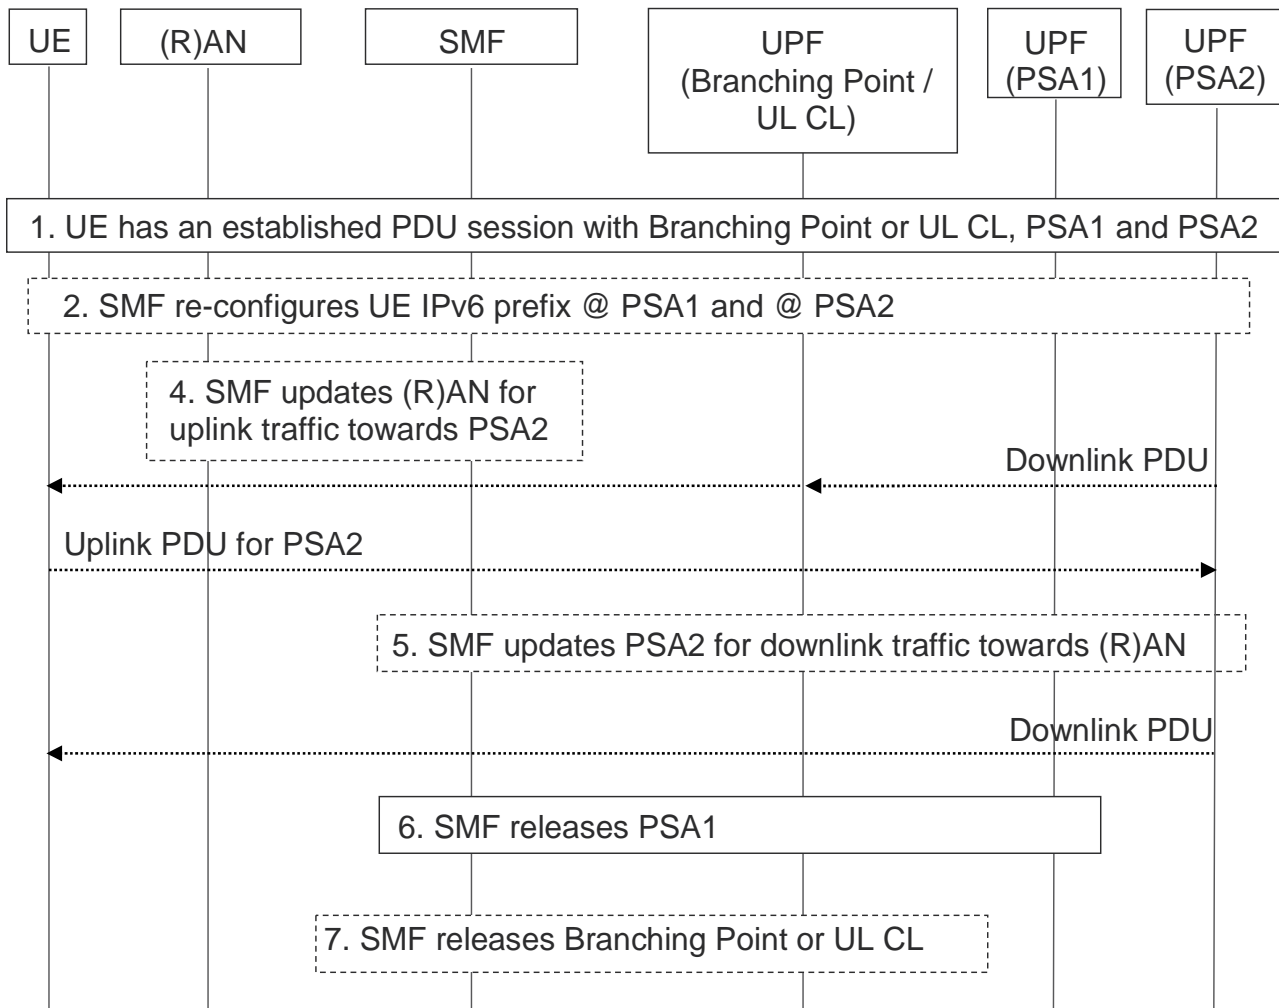 UE
(R)AN
SMF
UPF
(Branching Point /
UL CL)
UPF
(PSA1)
UPF
(PSA2)
1. UE has an established PDU session with Branching Point or UL CL, PSA1 and PSA2
2. SMF re-configures UE IPv6 prefix @ PSA1 and @ PSA2
4. SMF updates (R)AN for
uplink traffic towards PSA2
Downlink PDU
Uplink PDU for PSA2
5. SMF updates PSA2 for downlink traffic towards (R)AN
Downlink PDU
6. SMF releases PSA1
7. SMF releases Branching Point or UL CL